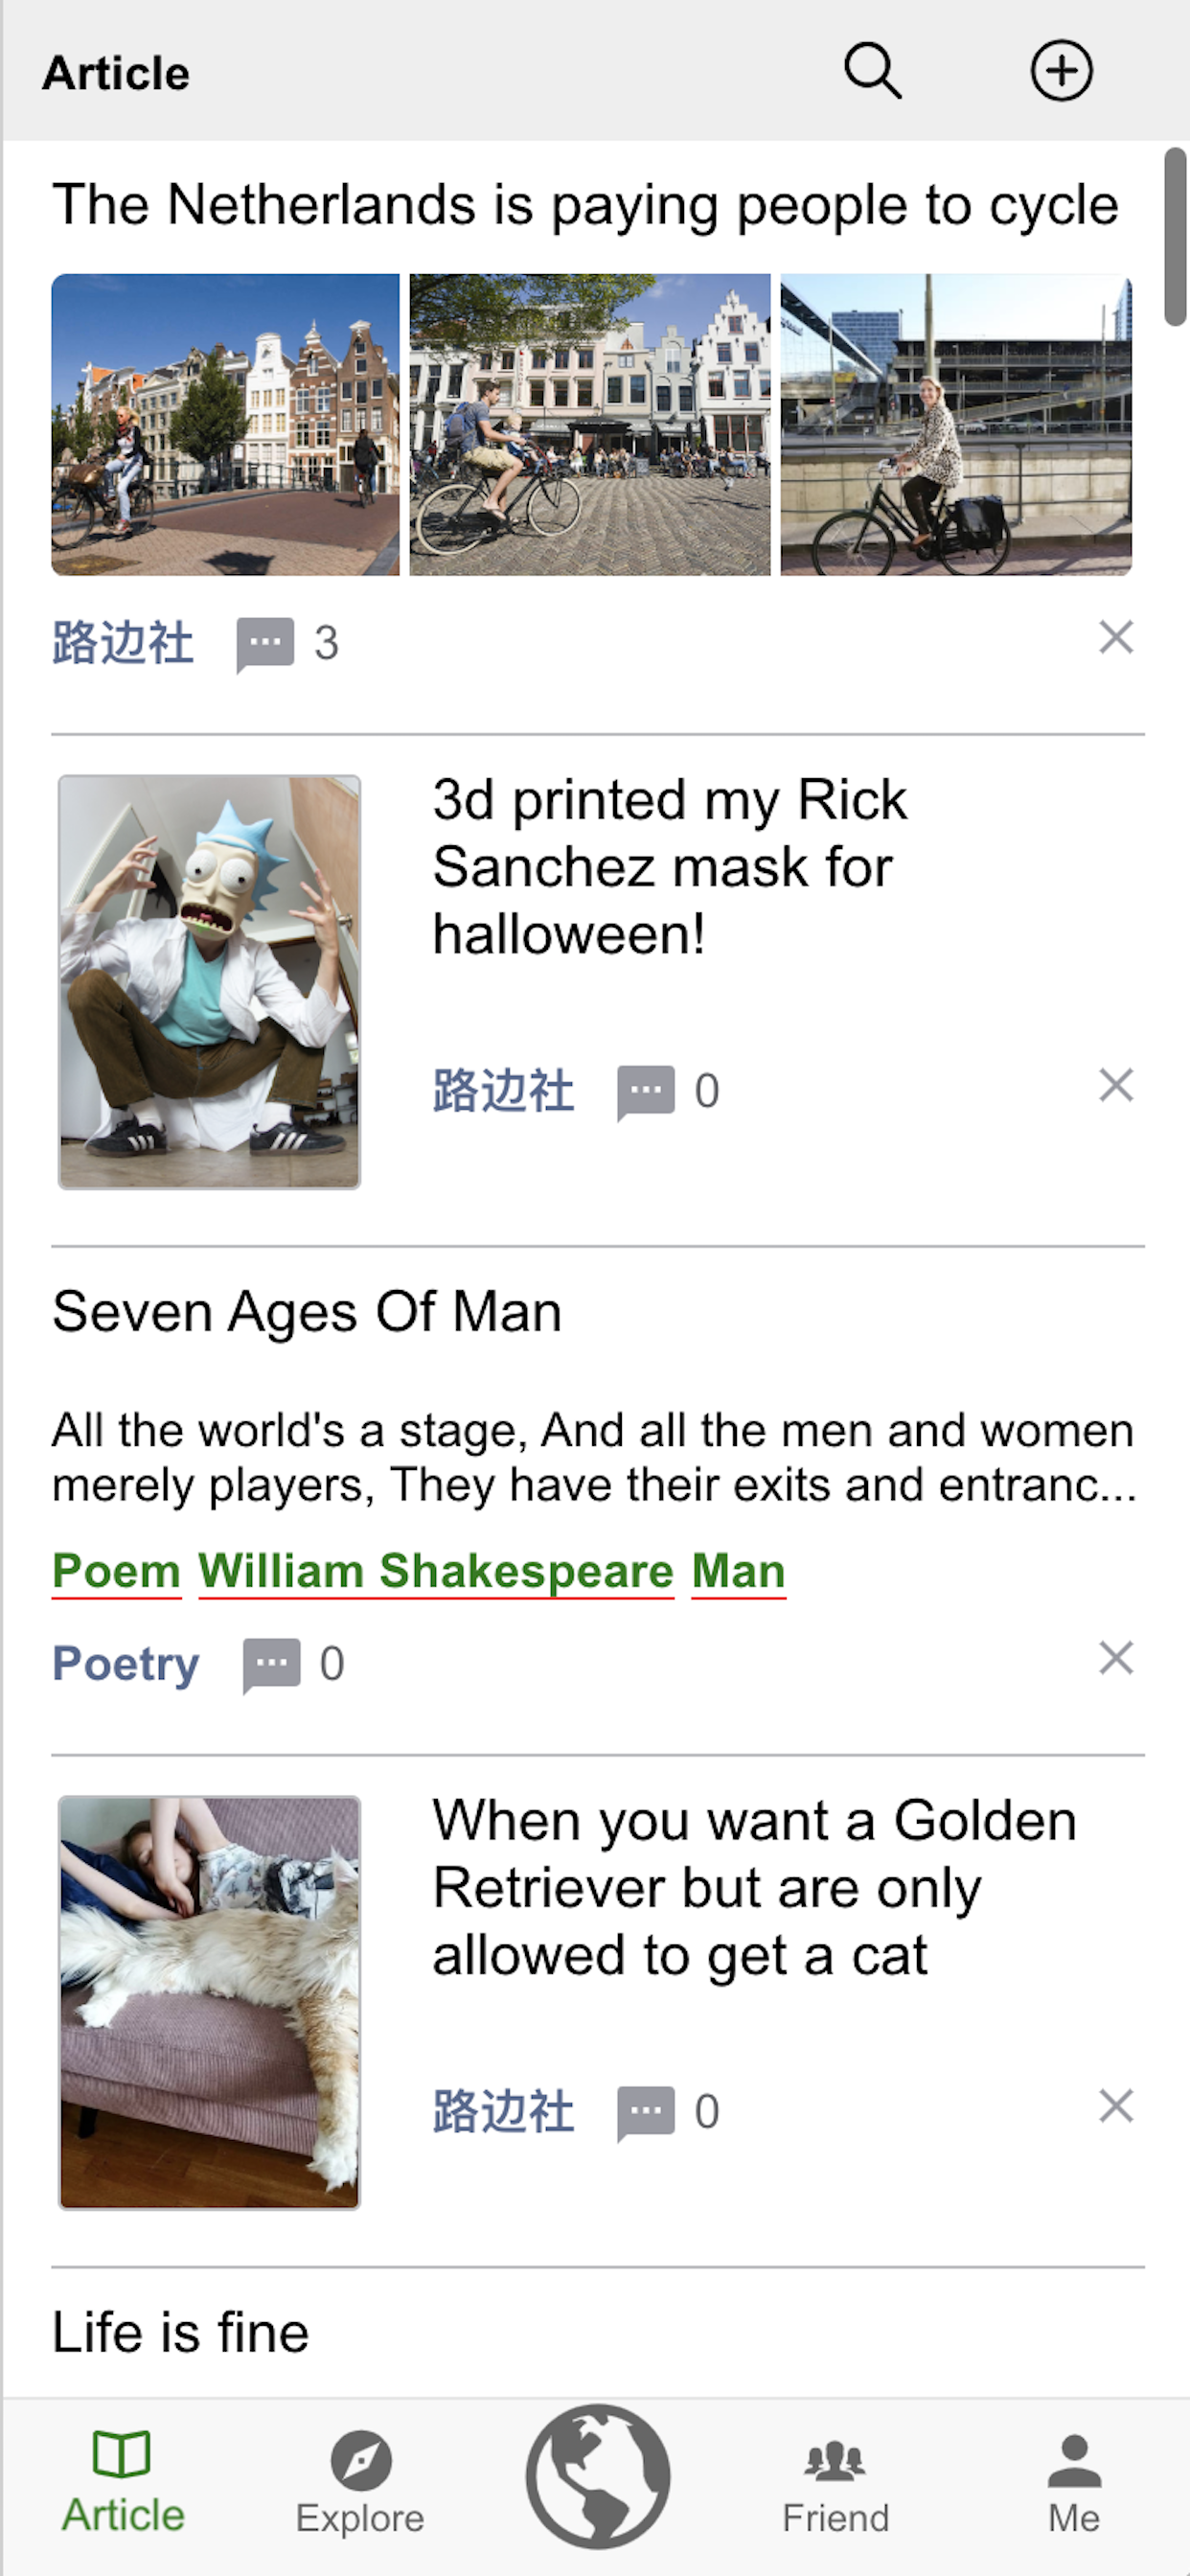 Article
The Netherlands is paying people to cycle
路边社 3
3d printed my Rick
Sanchez mask for
halloween!
路边社 0
Seven Ages Of Man
All the world's a stage, And all the men and women
merely players, They have their exits and entranc...
Poem William Shakespeare Man
Poetry 0
When you want a Golden
Retriever but are only
allowed to get a cat
路边社 0
Life is fine
Article Explore Friend Me